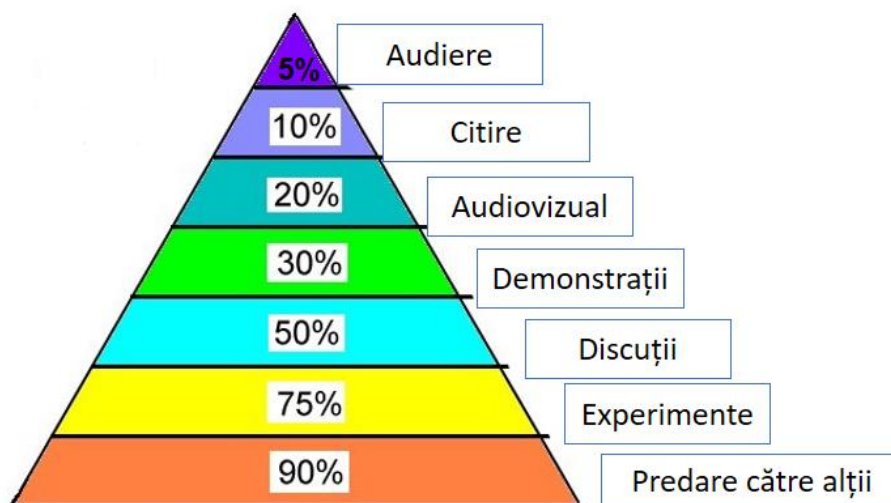 5% Audiere
10% Citire
20% Audiovizual
30% Demonstrații
50% Discuții
75% Experimente
90% Predare către alții